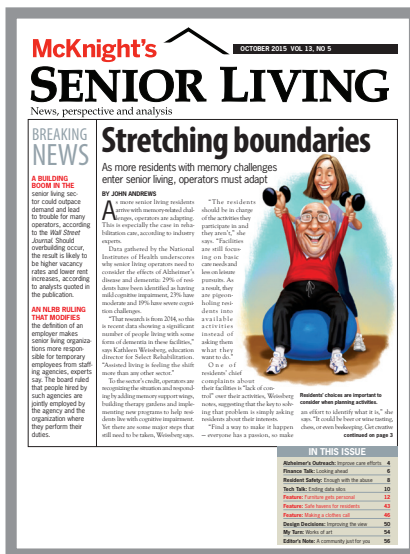 McKnight's
OCTOBER 2015 VOL 13, NO 5
SENIOR LIVING
News, perspective and analysis
BREAKING
NEWS
A BUILDING
BOOM IN THE
senior living sec-
tor could outpace
demand and lead
to trouble for many
operators, according
to the Wall Street
Journal. Should
overbuilding occur,
the result is likely to
be higher vacancy
rates and lower rent
increases, according
to analysts quoted in
the publication.
AN NLRB RULING
THAT MODIFIES
the definition of an
employer makes
senior living organiza-
tions more respon-
sible for temporary
employees from staff-
ing agencies, experts
say. The board ruled
that people hired by
such agencies are
jointly employed by
the agency and the
organization where
they perform their
duties.
Stretching boundaries
As more residents with memory challenges
enter senior living, operators must adapt
BY JOHN ANDREWS
As more senior living residents
arrive with memory-related chal-
lenges, operators are adapting.
This is especially the case in reha-
bilitation care, according to industry
experts.
Data gathered by the National
Institutes of Health underscores
why senior living operators need to
consider the effects of Alzheimer's
disease and dementia: 29% of resi-
dents have been identified as having
mild cognitive impairment, 23% have
moderate and 19% have severe cogni-
tion challenges.
"That research is from 2014, so this
is recent data showing a significant
number of people living with some
form of dementia in these facilities,"
says Kathleen Weissberg, education
director for Select Rehabilitation.
"Assisted living is feeling the shift
more than any other sector."
To the sector's credit, operators are
recognizing the situation and respond-
ing by adding memory support wings,
building therapy gardens and imple-
menting new programs to help resi-
dents live with cognitive impairment.
Yet there are some major steps that
still need to be taken, Weissberg says.
"The residents
should be in charge
of the activities they
participate in and
they aren't," she
says. "Facilities
are still focus-
ing on basic
care needs and
less on leisure
pursuits. As
a result, they
are pigeon-
holing resi-
dents into
available
activities
instead of
asking them
what they
want to do."
One of
residents' chief
complaints about
their facilities is "lack of con-
trol" over their activities, Weissberg
notes, suggesting that the key to solv-
ing that problem is simply asking
residents about their interests.
"Find a way to make it happen
— everyone has a passion, so make
Residents' choices are important to
consider when planning activities.
an effort to identify what it is," she
says. "It could be beer or wine tasting,
chess, or even beekeeping. Get creative
continued on page 3
IN THIS ISSUE
Alzheimer's Outreach: Improve care efforts 4
Finance Talk: Looking ahead 6
Resident Safety: Enough with the abuse 8
Tech Talk: Ending data silos 10
Feature: Furniture gets personal 12
Feature: Safe havens for residents 43
Feature: Making a clothes call 46
Design Decisions: Improving the view 50
My Turn: Works of art 54
Editor's Note: A community just for you 56